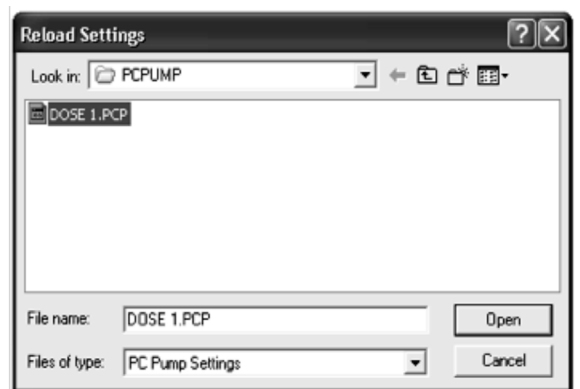 Reload Settings
Look in: PCPUMP
DOSE 1.PCP
File name: DOSE 1.PCP Open
Files of type: PC Pump Settings Cancel